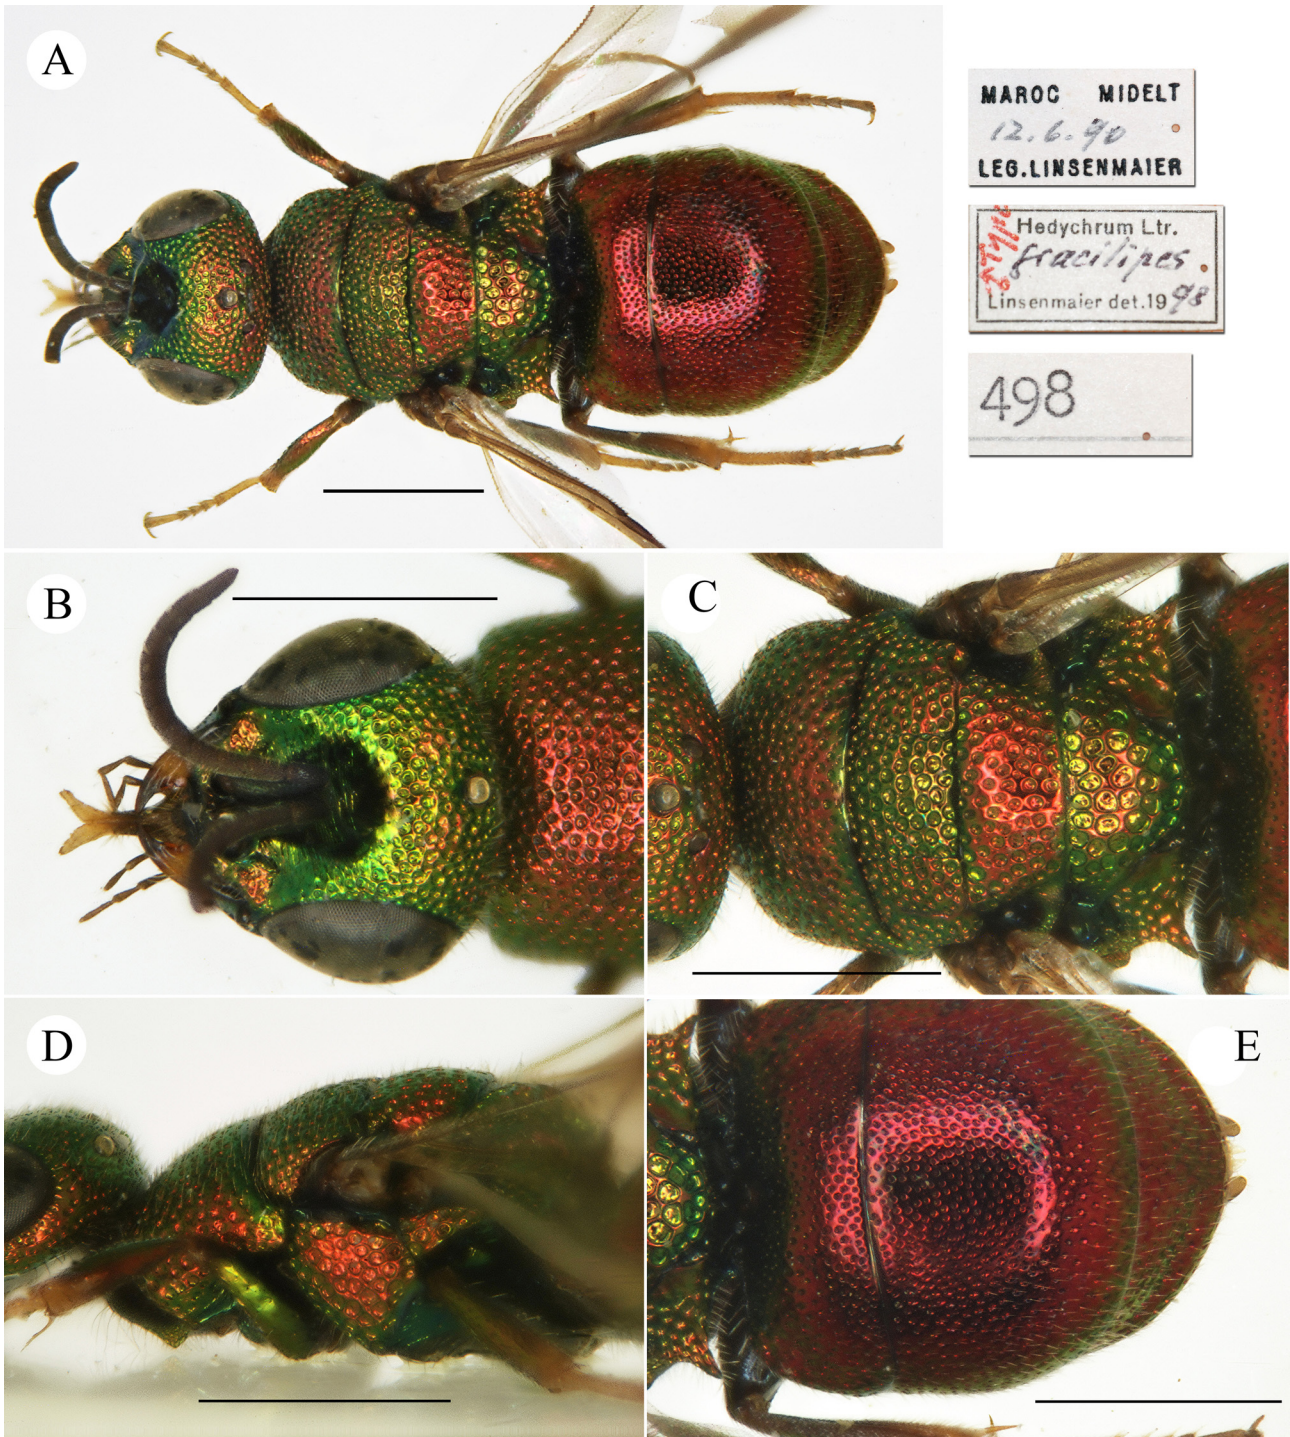 A
MAROC MIDELT
12.6.90
LEG.LINSENMAIER
Hedychrum Ltr.
gracilipes
Linsenmaier det.1998
498
B
C
D
E